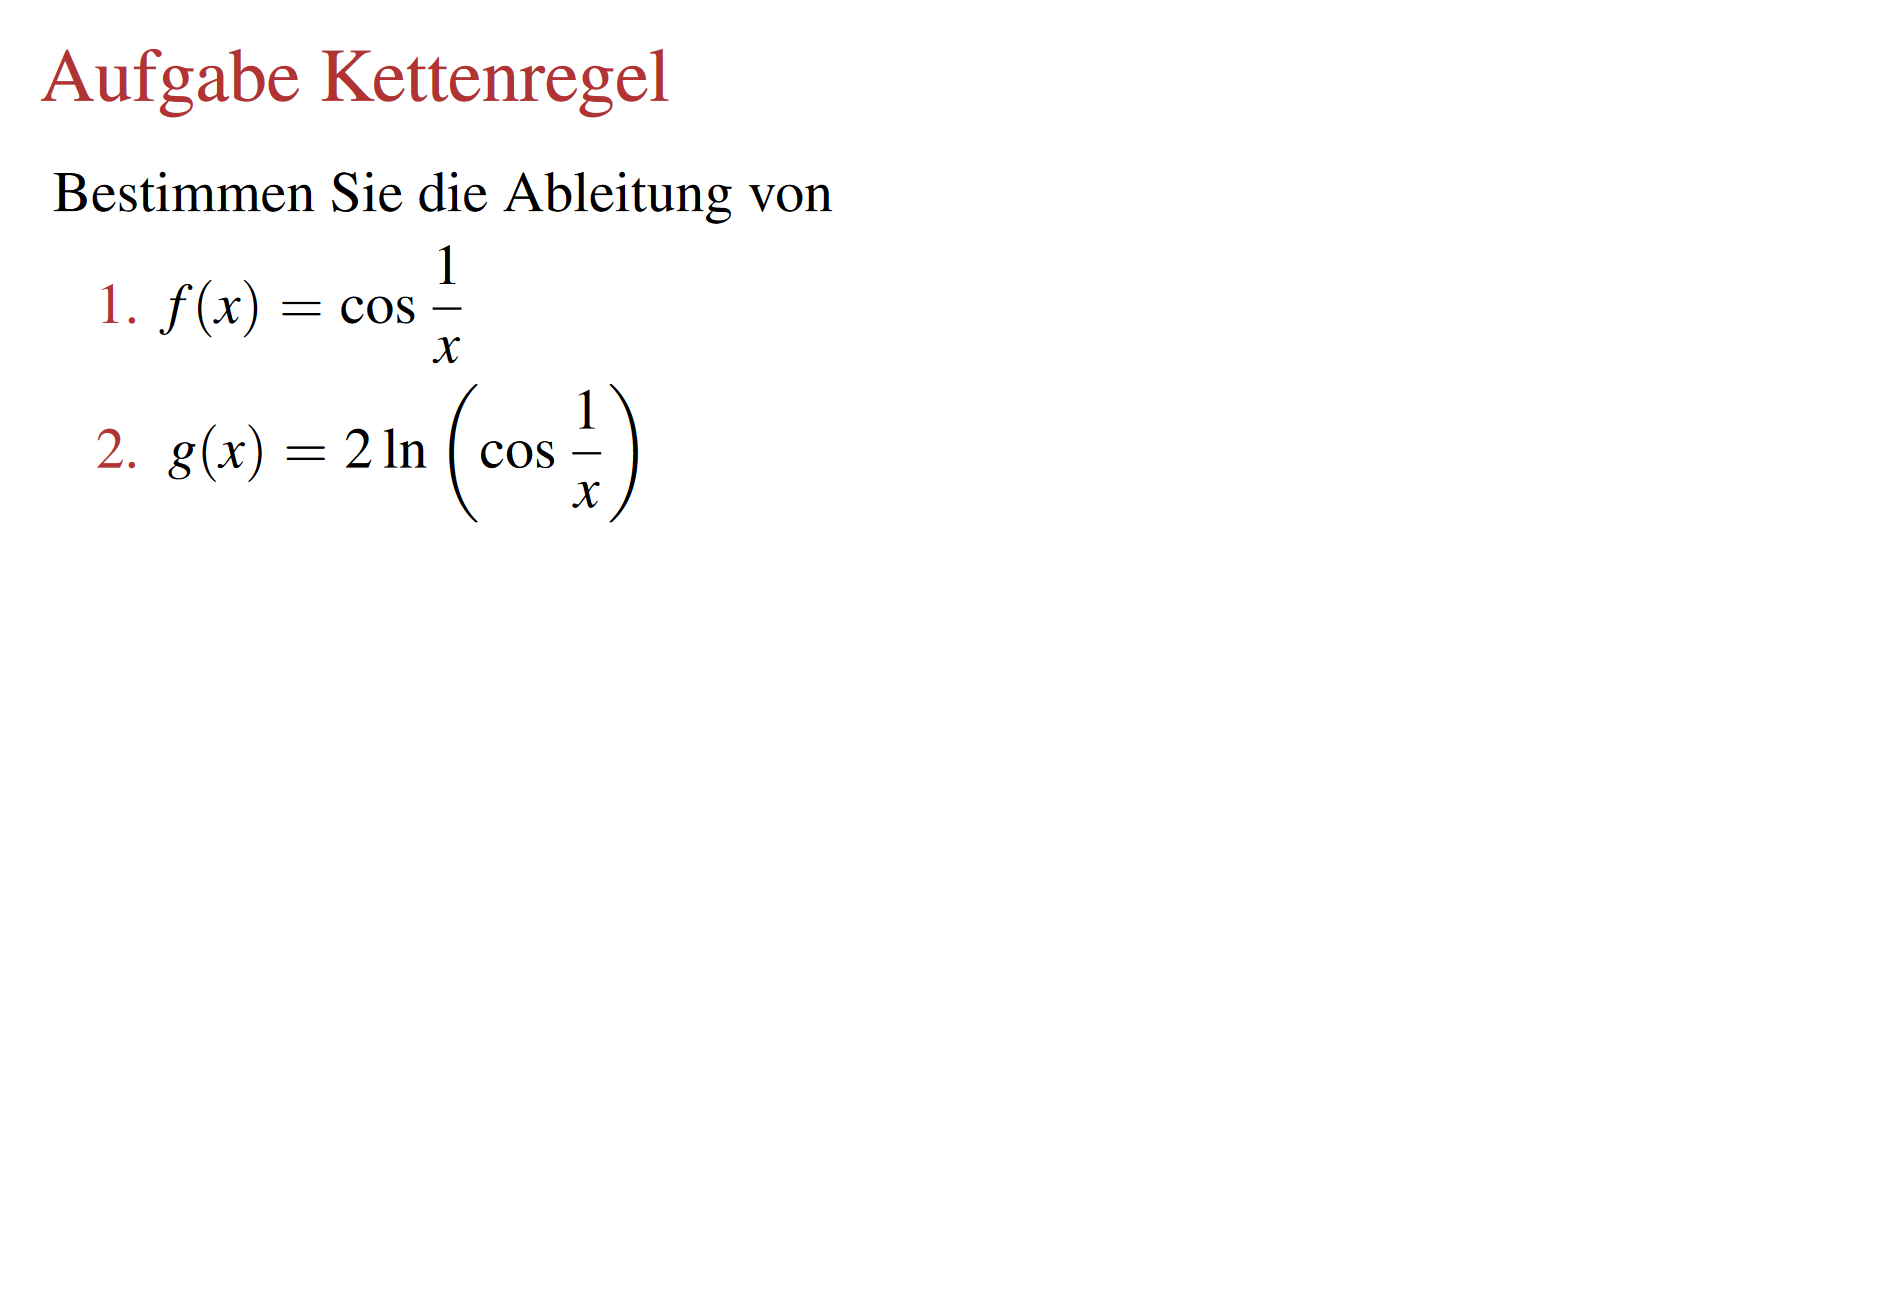 Aufgabe Kettenregel
Bestimmen Sie die Ableitung von
1. f(x) = cos 1/x
2. g(x) = 2 ln (cos 1/x)